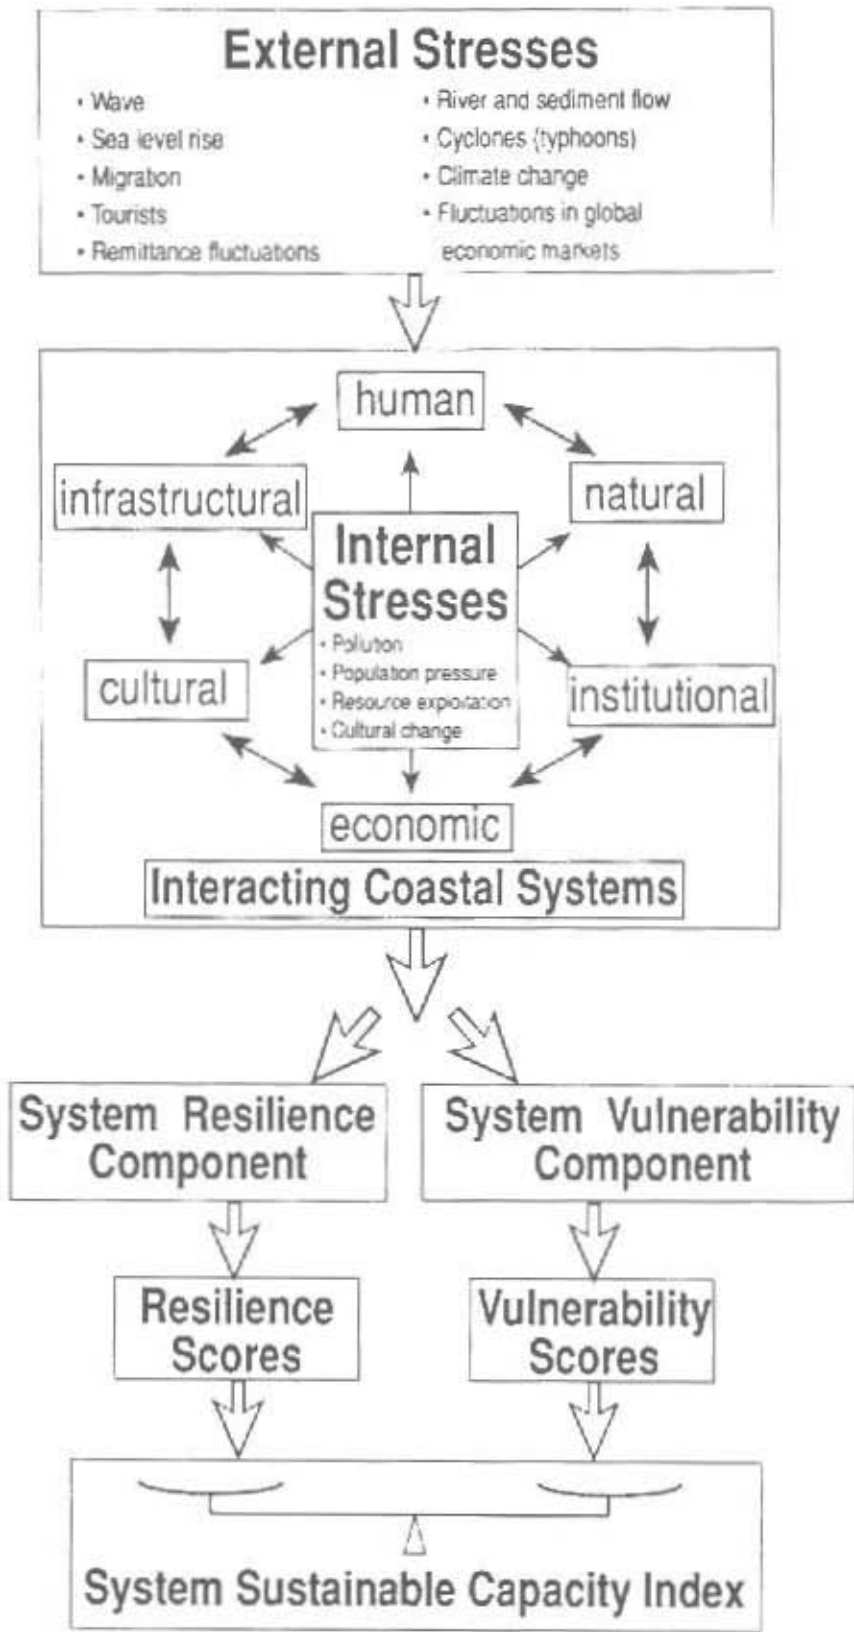 External Stresses
• Wave
• Sea level rise
• Migration
• Tourists
• Remittance fluctuations
• River and sediment flow
• Cyclones (typhoons)
• Climate change
• Fluctuations in global
economic markets
human
infrastructural
natural
Internal
Stresses
• Pollution
• Population pressure
• Resource exploitation
• Cultural change
cultural
institutional
economic
Interacting Coastal Systems
System Resilience
Component
System Vulnerability
Component
Resilience
Scores
Vulnerability
Scores
System Sustainable Capacity Index